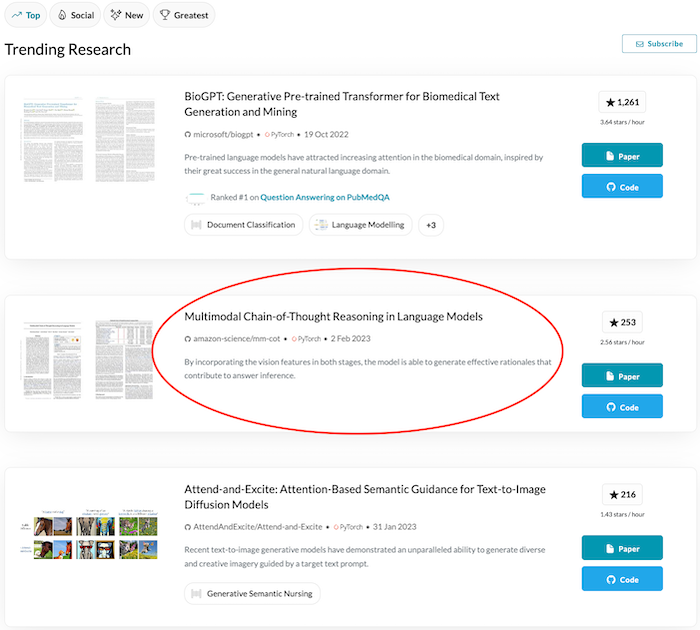 Top
Social
New
Greatest
Trending Research
Subscribe
BioGPT: Generative Pre-trained Transformer for Biomedical Text
Generation and Mining
microsoft/biogpt • PyTorch • 19 Oct 2022
Pre-trained language models have attracted increasing attention in the biomedical domain, inspired by
their great success in the general natural language domain.
Ranked #1 on Question Answering on PubMedQA
Document Classification
Language Modelling
+3
1,261
3.64 stars / hour
Paper
Code
Multimodal Chain-of-Thought Reasoning in Language Models
amazon-science/mm-cot • PyTorch • 2 Feb 2023
By incorporating the vision features in both stages, the model is able to generate effective rationales that
contribute to answer inference.
253
2.56 stars / hour
Paper
Code
Attend-and-Excite: Attention-Based Semantic Guidance for Text-to-Image
Diffusion Models
AttendAndExcite/Attend-and-Excite • PyTorch • 31 Jan 2023
Recent text-to-image generative models have demonstrated an unparalleled ability to generate diverse
and creative imagery guided by a target text prompt.
Generative Semantic Nursing
216
1.43 stars / hour
Paper
Code